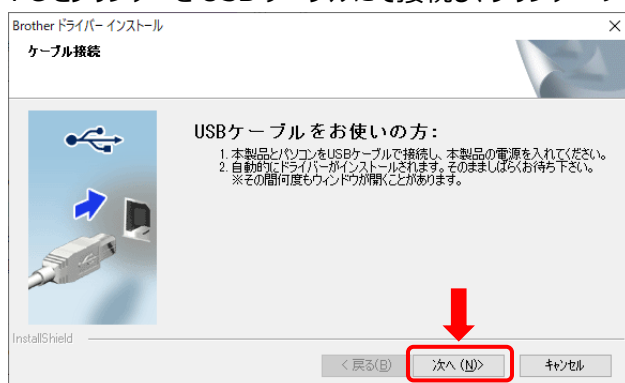 Brother ドライバー インストール
ケーブル接続
USBケーブルをお使いの方:
1. 本製品とパソコンをUSBケーブルで接続し、本製品の電源を入れてください。
2. 自動的にドライバーがインストールされます。そのまましばらくお待ち下さい。
※その間何度もウィンドウが開くことがあります。
InstallShield
< 戻る(B)
次へ (N)>
キャンセル